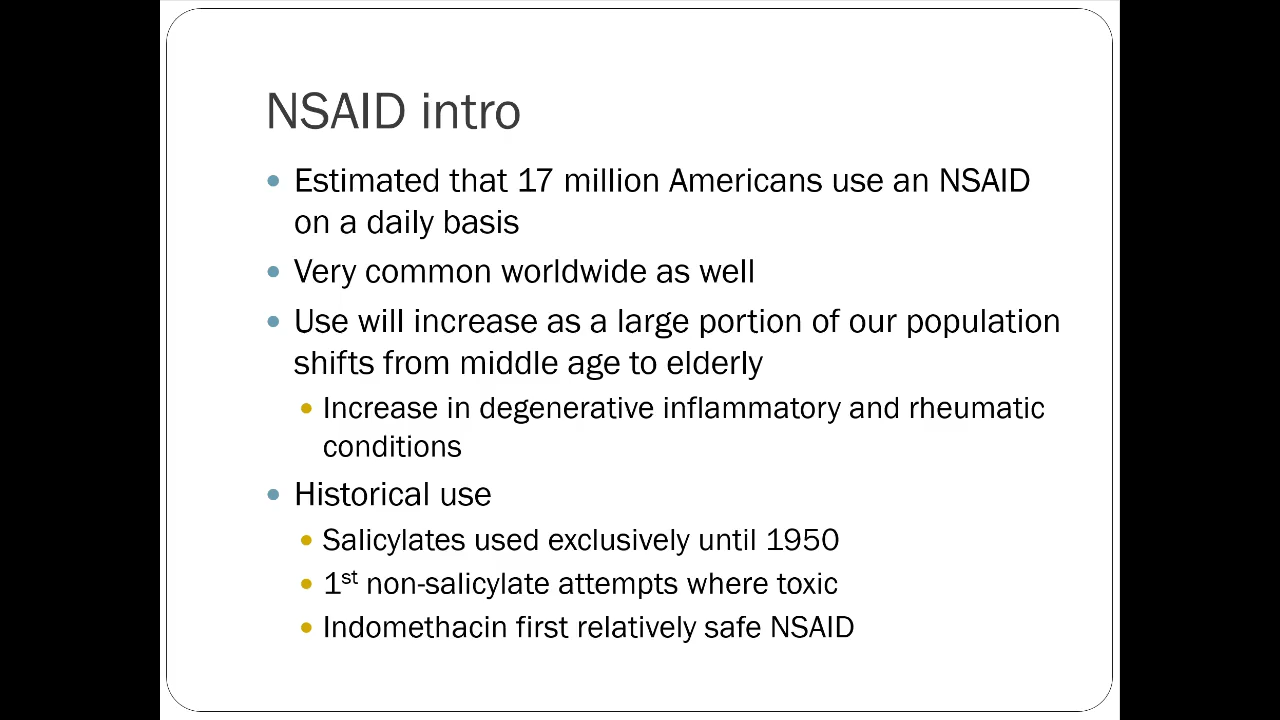 NSAID intro
• Estimated that 17 million Americans use an NSAID
on a daily basis
• Very common worldwide as well
• Use will increase as a large portion of our population
shifts from middle age to elderly
• Increase in degenerative inflammatory and rheumatic
conditions
• Historical use
• Salicylates used exclusively until 1950
• 1st non-salicylate attempts where toxic
• Indomethacin first relatively safe NSAID